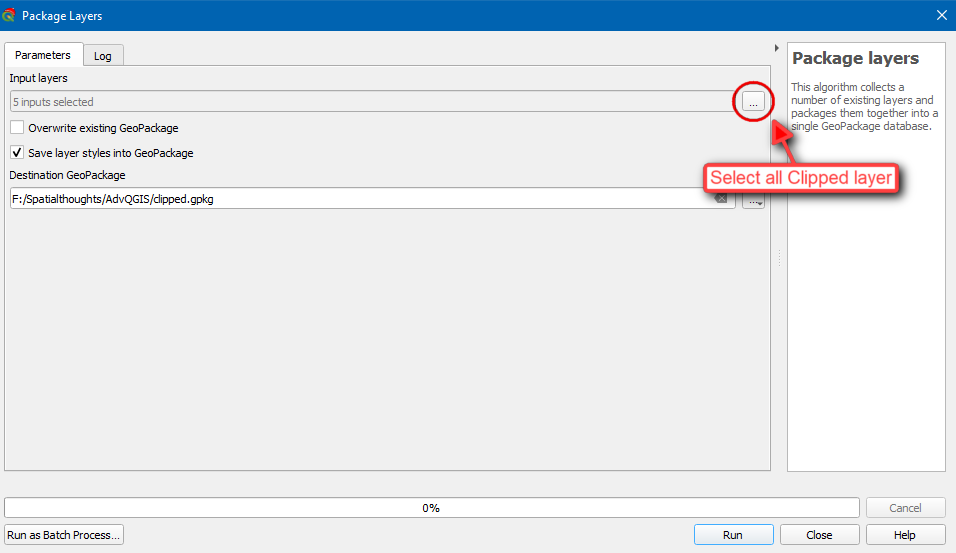 Package Layers
Parameters
Log
Input layers
5 inputs selected
...
Overwrite existing GeoPackage
Save layer styles into GeoPackage
Destination GeoPackage
F:/Spatialthoughts/AdvQGIS/clipped.gpkg
...
Package layers
This algorithm collects a
number of existing layers and
packages them together into a
single GeoPackage database.
Select all Clipped layer
0%
Cancel
Run as Batch Process...
Run
Close
Help